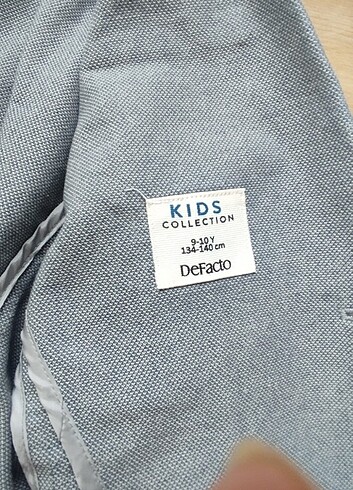 KIDS
COLLECTION
9-10 Y
134-140 cm
DeFacto